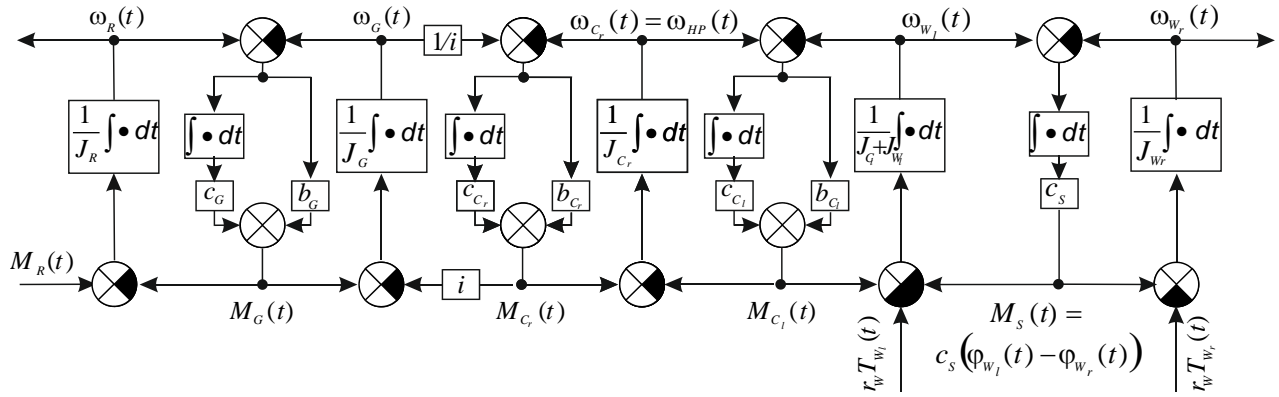 ω_R(t) ω_G(t) 1/i ω_{C_r}(t) = ω_{HP}(t) ω_{W_l}(t) ω_{W_r}(t)
1/J_R ∫•dt ∫•dt 1/J_G ∫•dt ∫•dt 1/J_{C_r} ∫•dt ∫•dt 1/(J_{C_l}+J_{W_l}) ∫•dt ∫•dt 1/J_{Wr} ∫•dt
c_G b_G c_{C_r} b_{C_r} c_{C_l} b_{C_l} c_S
M_R(t) i
M_G(t) M_{C_r}(t) M_{C_l}(t) M_S(t) =
c_S(φ_{W_l}(t) − φ_{W_r}(t))
r_W T_{W_l}(t) r_W T_{W_r}(t)